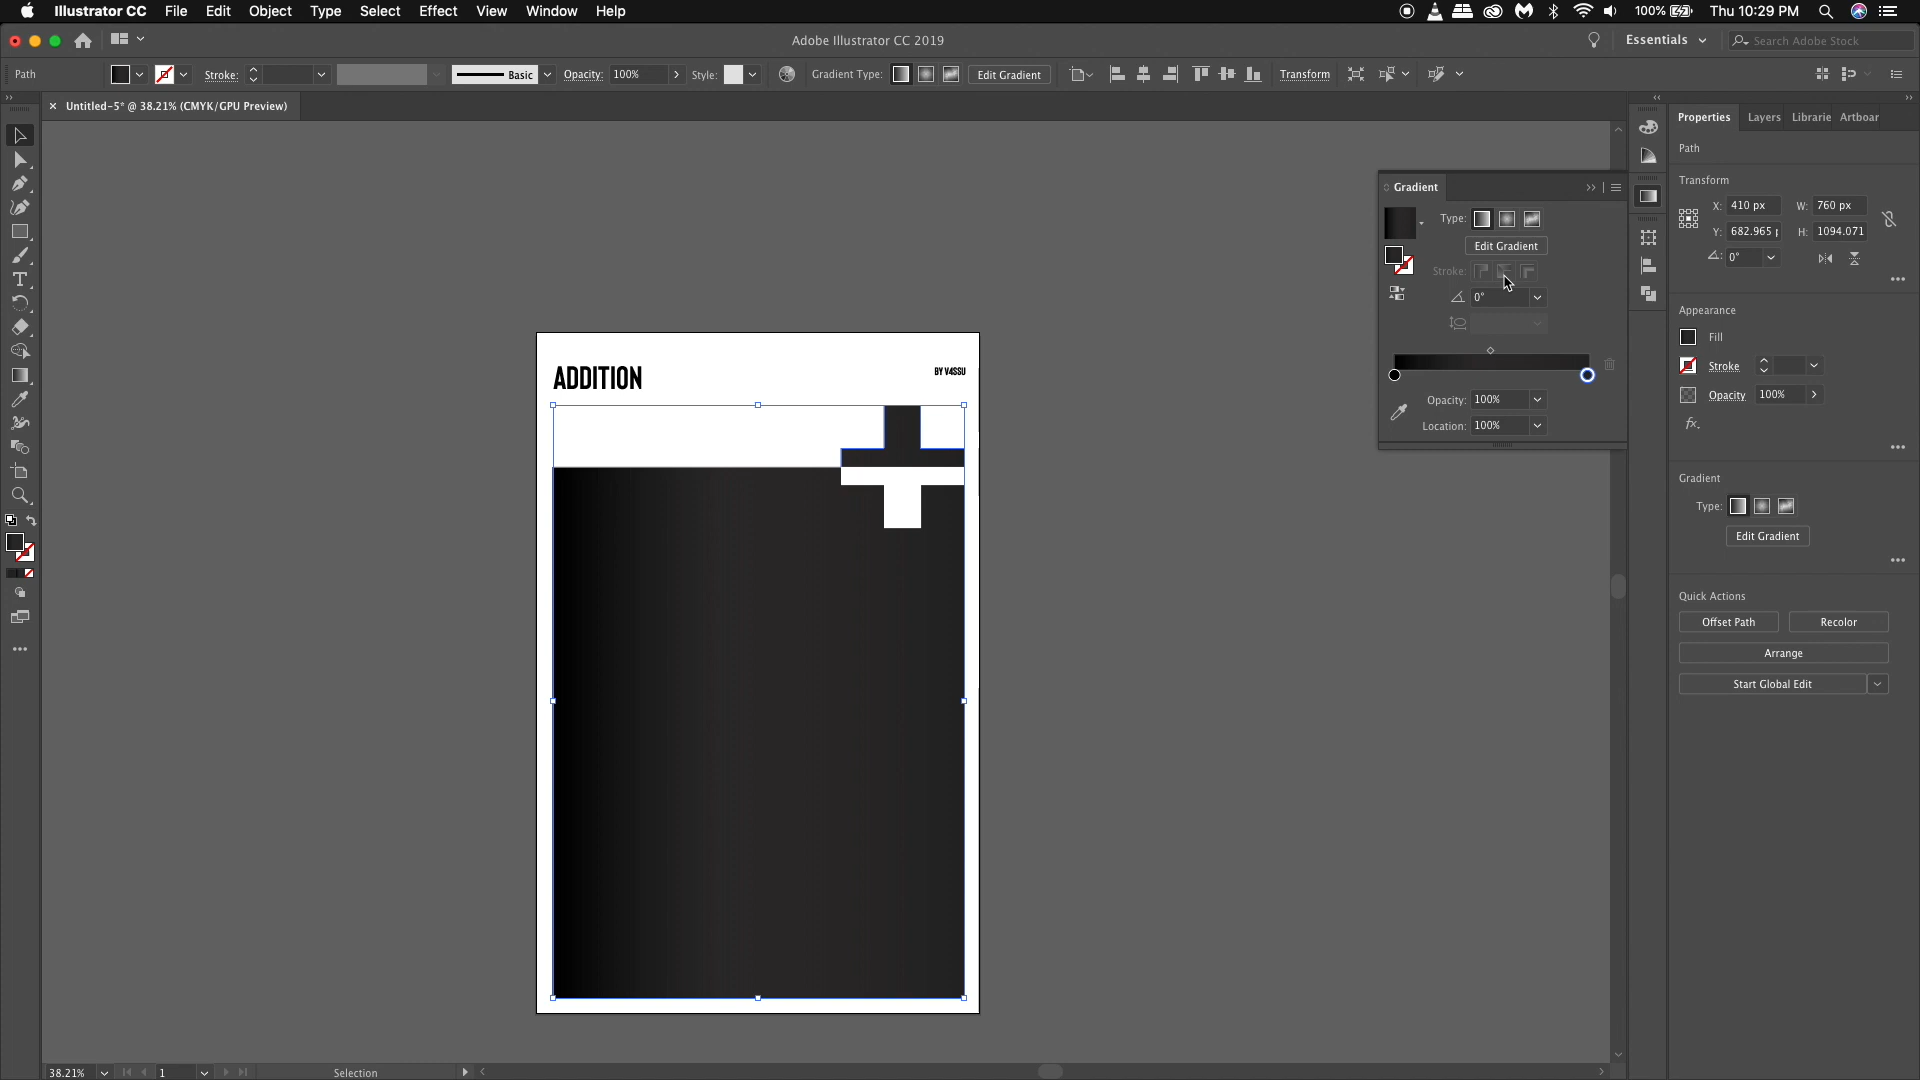 Illustrator CC File Edit Object Type Select Effect View Window Help 100% Thu 10:29 PM
Adobe Illustrator CC 2019 Essentials Search Adobe Stock
Path Stroke: Basic Opacity: 100% Style: Gradient Type: Edit Gradient Transform
× Untitled-5* @ 38.21% (CMYK/GPU Preview)
Properties Layers Librarie Artboar
Path
Transform
X: 410 px W: 760 px
Y: 682.965 p H: 1094.071
0°
Appearance
Fill
Stroke
Opacity 100%
fx.
Gradient
Type:
Edit Gradient
Quick Actions
Offset Path Recolor
Arrange
Start Global Edit
Gradient
Type:
Edit Gradient
Stroke:
0°
Opacity: 100%
Location: 100%
ADDITION
BY V4SSU
38.21% 1 Selection